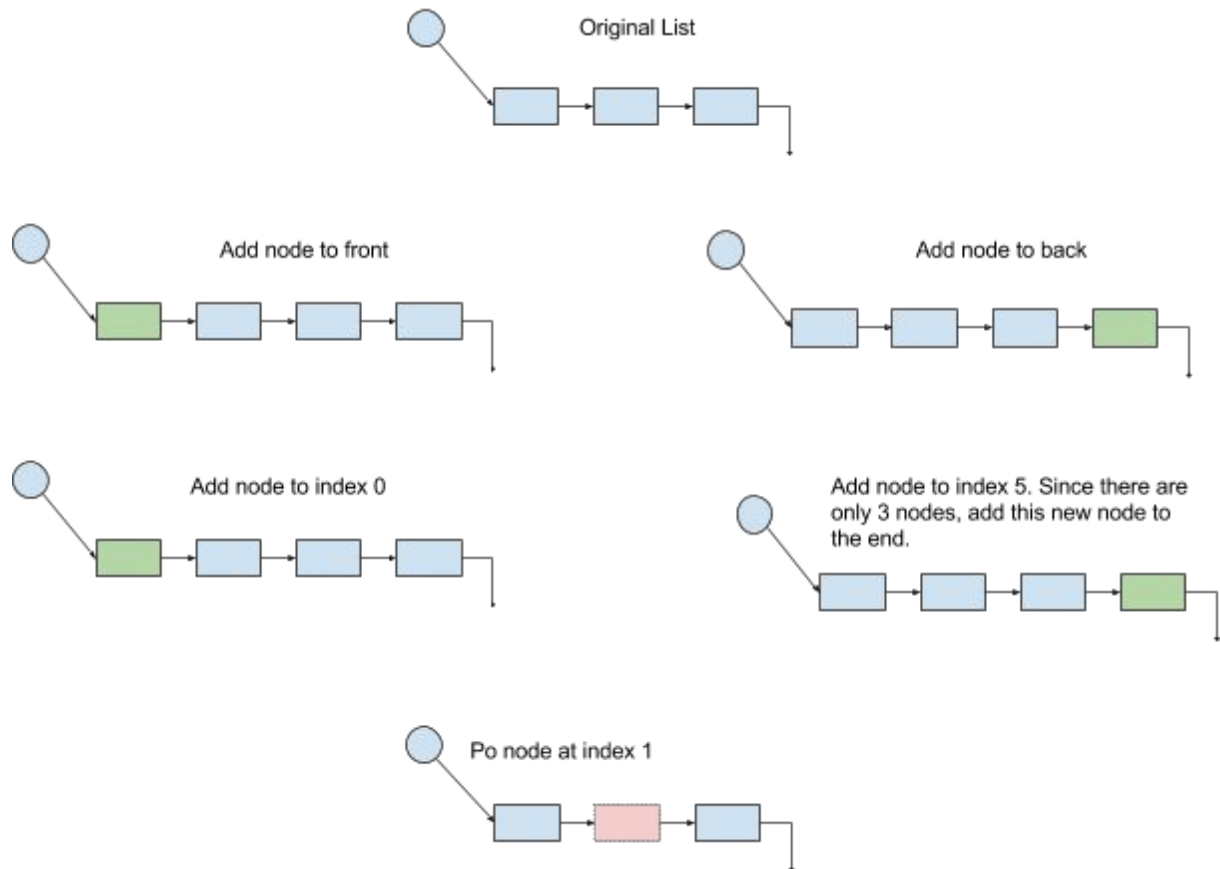 Original List
Add node to front
Add node to back
Add node to index 0
Add node to index 5. Since there are
only 3 nodes, add this new node to
the end.
Po node at index 1